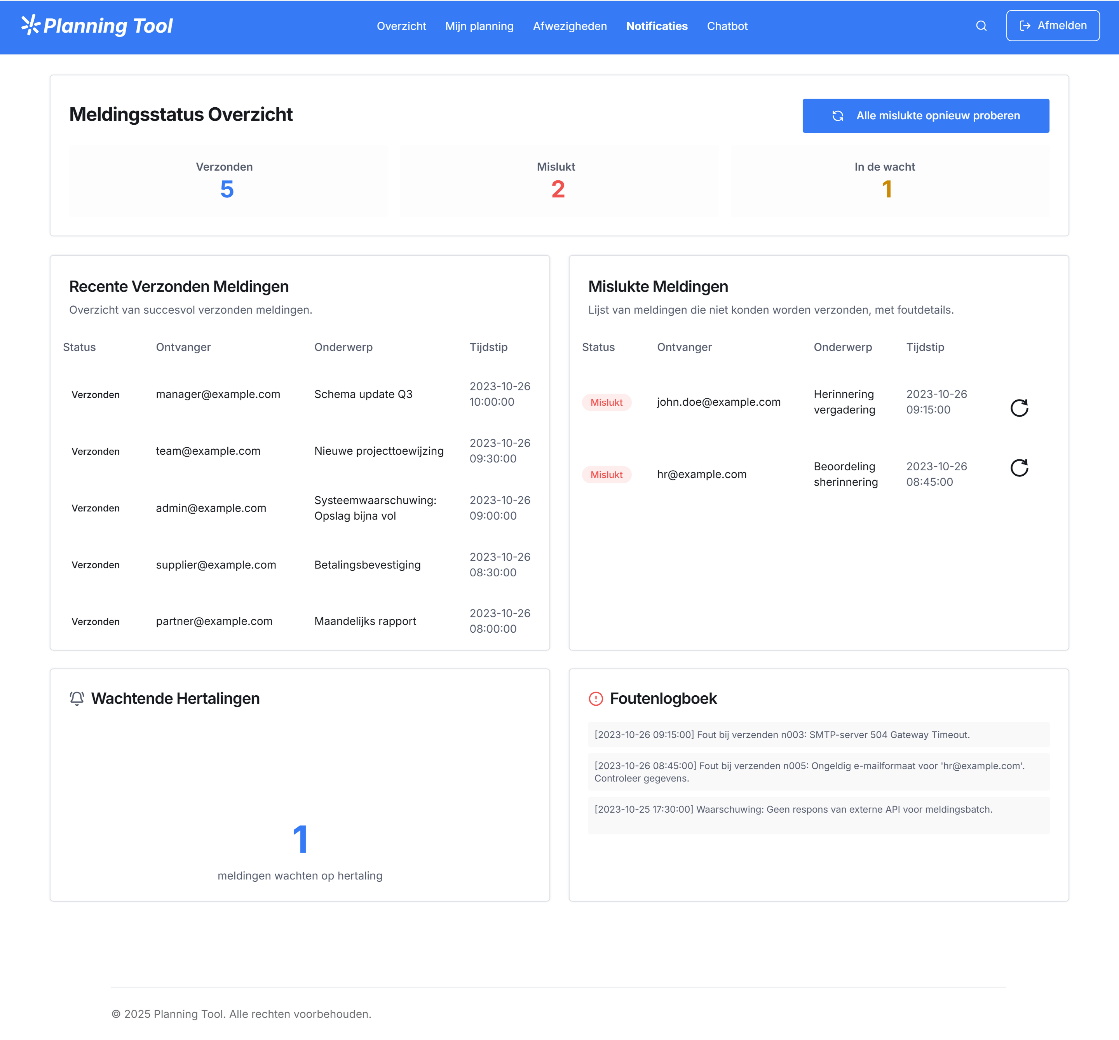 Planning Tool
Overzicht Mijn planning Afwezigheden Notificaties Chatbot
Afmelden
Meldingsstatus Overzicht
Alle mislukte opnieuw proberen
Verzonden
5
Mislukt
2
In de wacht
1
Recente Verzonden Meldingen
Overzicht van succesvol verzonden meldingen.
Status Ontvanger Onderwerp Tijdstip
Verzonden manager@example.com Schema update Q3 2023-10-26
10:00:00
Verzonden team@example.com Nieuwe projecttoewijzing 2023-10-26
09:30:00
Verzonden admin@example.com Systeemwaarschuwing: 2023-10-26
Opslag bijna vol 09:00:00
Verzonden supplier@example.com Betalingsbevestiging 2023-10-26
08:30:00
Verzonden partner@example.com Maandelijks rapport 2023-10-26
08:00:00
Mislukte Meldingen
Lijst van meldingen die niet konden worden verzonden, met foutdetails.
Status Ontvanger Onderwerp Tijdstip
Mislukt john.doe@example.com Herinnering 2023-10-26
vergadering 09:15:00
Mislukt hr@example.com Beoordeling 2023-10-26
sherinnering 08:45:00
Wachtende Hertalingen
1
meldingen wachten op hertaling
Foutenlogboek
[2023-10-26 09:15:00] Fout bij verzenden n003: SMTP-server 504 Gateway Timeout.
[2023-10-26 08:45:00] Fout bij verzenden n005: Ongeldig e-mailformaat voor 'hr@example.com'.
Controleer gegevens.
[2023-10-25 17:30:00] Waarschuwing: Geen respons van externe API voor meldingsbatch.
© 2025 Planning Tool. Alle rechten voorbehouden.